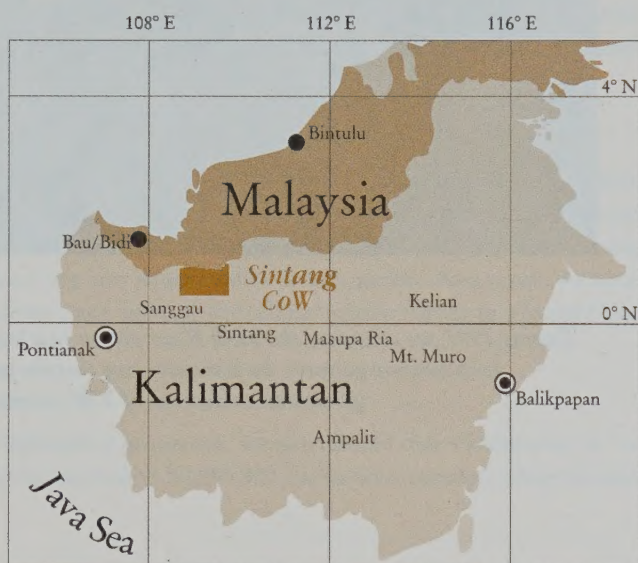 108° E 112° E 116° E
4° N
Bintulu
Malaysia
Bau/Bidi
Sintang
CoW
Sanggau
Kelian
0° N
Sintang
Masupa Ria
Pontianak
Mt. Muro
Kalimantan
Balikpapan
Ampalit
Java Sea